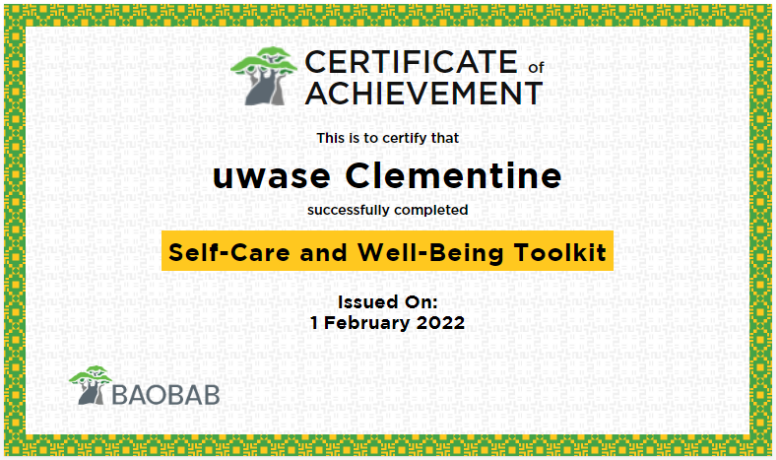 CERTIFICATE of
ACHIEVEMENT
This is to certify that
uwase Clementine
successfully completed
Self-Care and Well-Being Toolkit
Issued On:
1 February 2022
BAOBAB